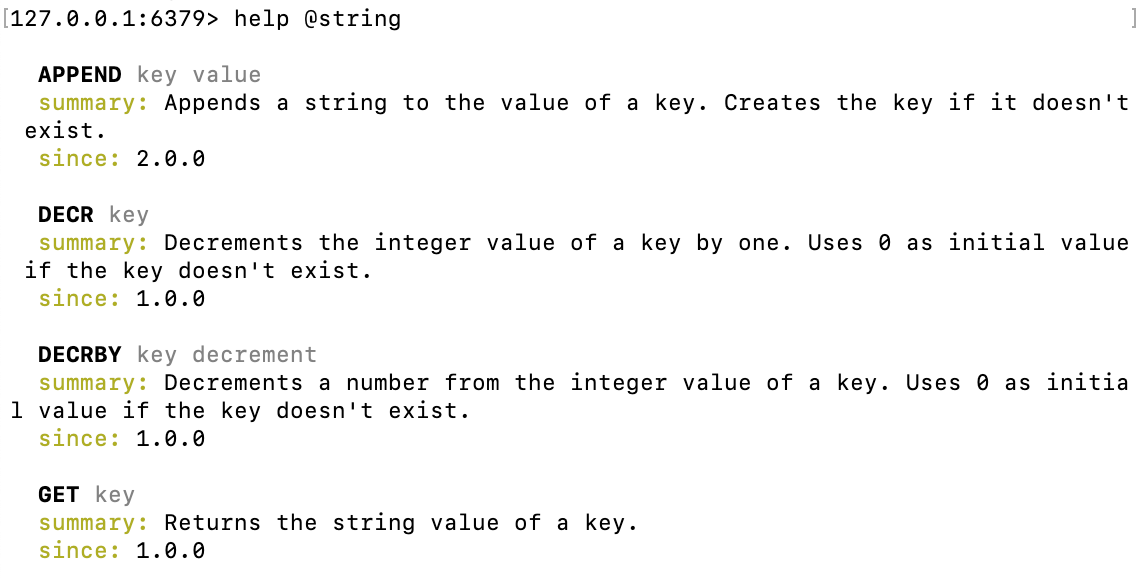 [127.0.0.1:6379> help @string ]
APPEND key value
summary: Appends a string to the value of a key. Creates the key if it doesn't
exist.
since: 2.0.0
DECR key
summary: Decrements the integer value of a key by one. Uses 0 as initial value
if the key doesn't exist.
since: 1.0.0
DECRBY key decrement
summary: Decrements a number from the integer value of a key. Uses 0 as initia
l value if the key doesn't exist.
since: 1.0.0
GET key
summary: Returns the string value of a key.
since: 1.0.0